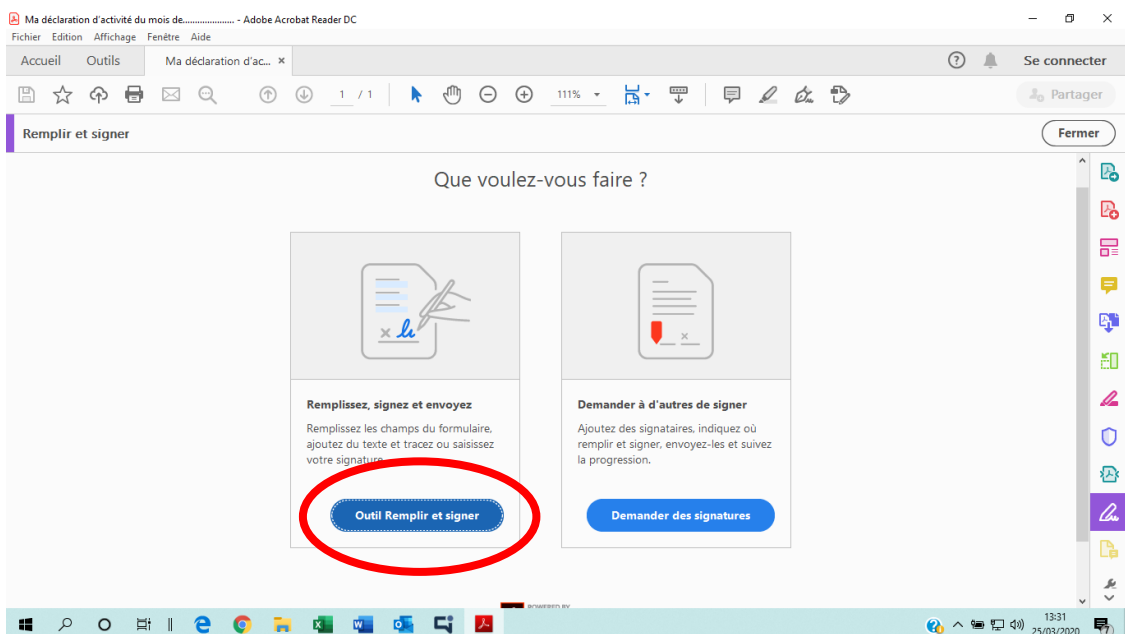 Ma déclaration d'activité du mois de..................... - Adobe Acrobat Reader DC
Fichier Edition Affichage Fenêtre Aide
Accueil Outils Ma déclaration d'ac... × Se connecter
1 / 1 111% Partager
Remplir et signer Fermer
Que voulez-vous faire ?
Remplissez, signez et envoyez
Remplissez les champs du formulaire,
ajoutez du texte et tracez ou saisissez
votre signature
Outil Remplir et signer
Demander à d'autres de signer
Ajoutez des signataires, indiquez où
remplir et signer, envoyez-les et suivez
la progression.
Demander des signatures
POWERED BY
13:31
25/03/2020